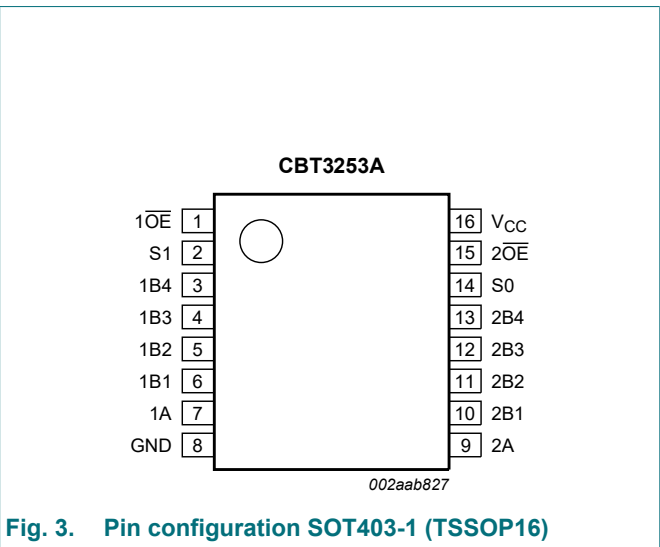 CBT3253A
1O̅E̅ 1 16 VCC
S1 2 15 2O̅E̅
1B4 3 14 S0
1B3 4 13 2B4
1B2 5 12 2B3
1B1 6 11 2B2
1A 7 10 2B1
GND 8 9 2A
002aab827
Fig. 3. Pin configuration SOT403-1 (TSSOP16)